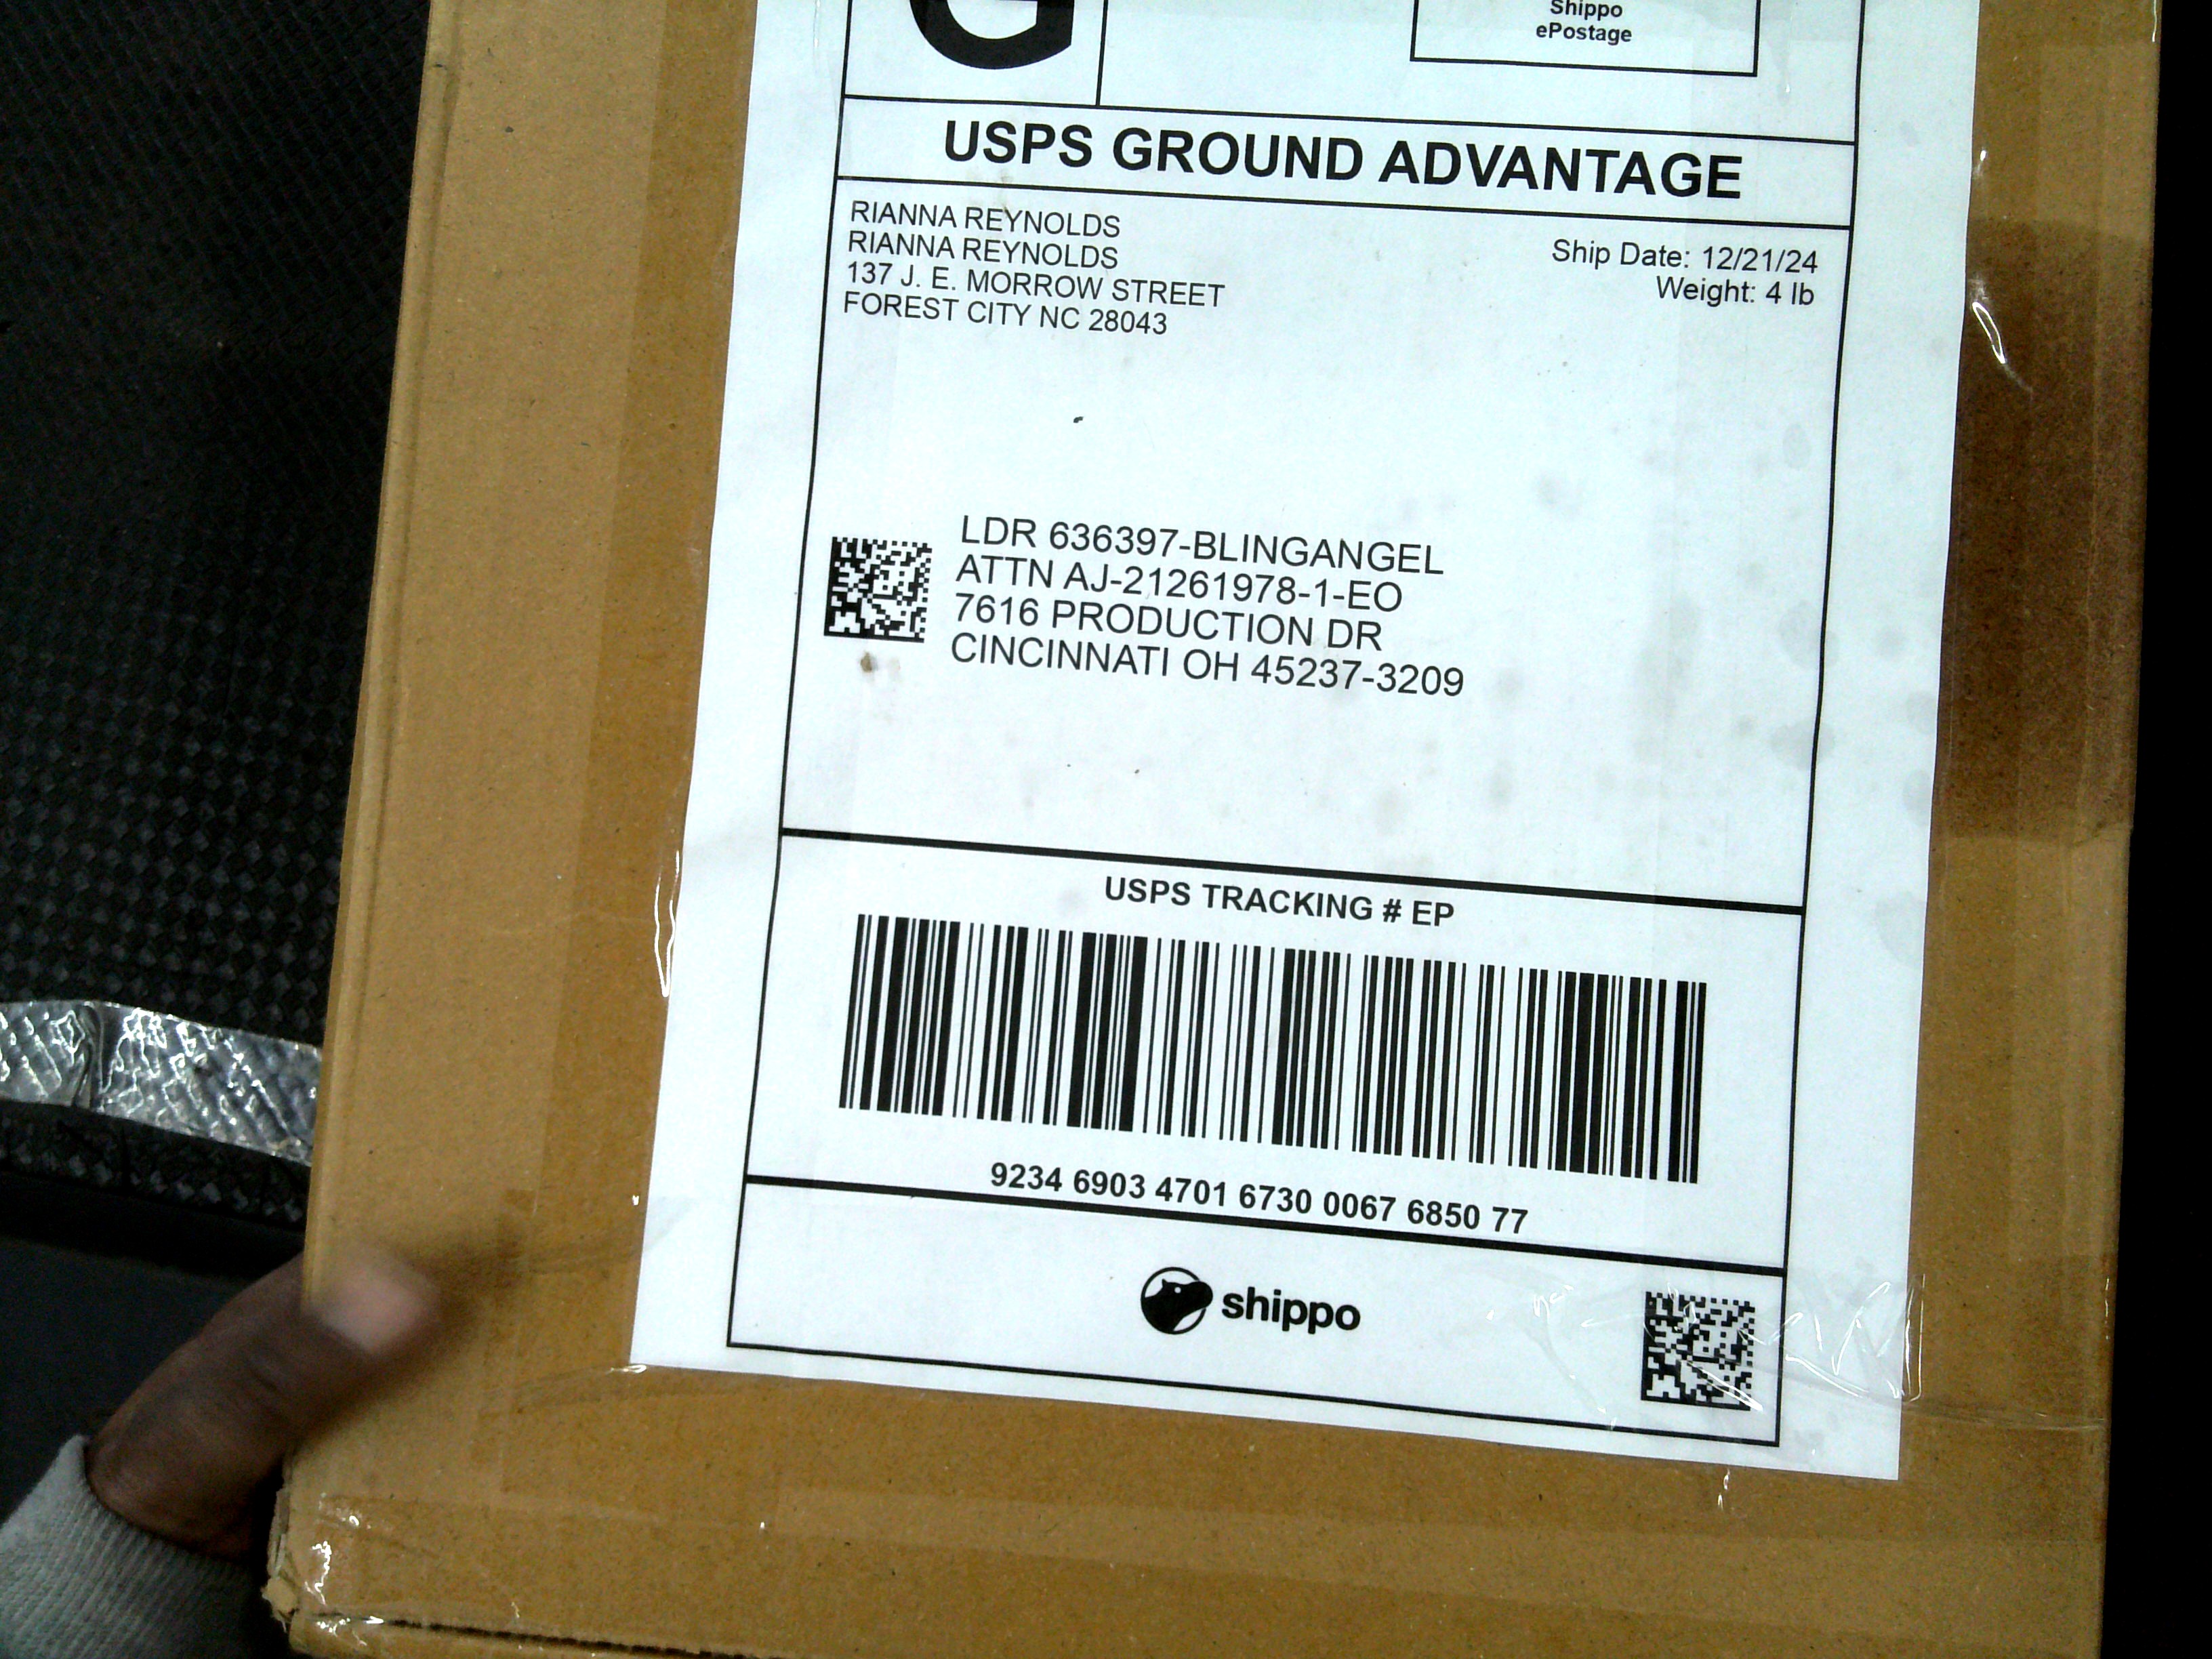 G
Shippo
ePostage
USPS GROUND ADVANTAGE
RIANNA REYNOLDS
RIANNA REYNOLDS
137 J. E. MORROW STREET
FOREST CITY NC 28043
Ship Date: 12/21/24
Weight: 4 lb
LDR 636397-BLINGANGEL
ATTN AJ-21261978-1-EO
7616 PRODUCTION DR
CINCINNATI OH 45237-3209
USPS TRACKING # EP
9234 6903 4701 6730 0067 6850 77
shippo